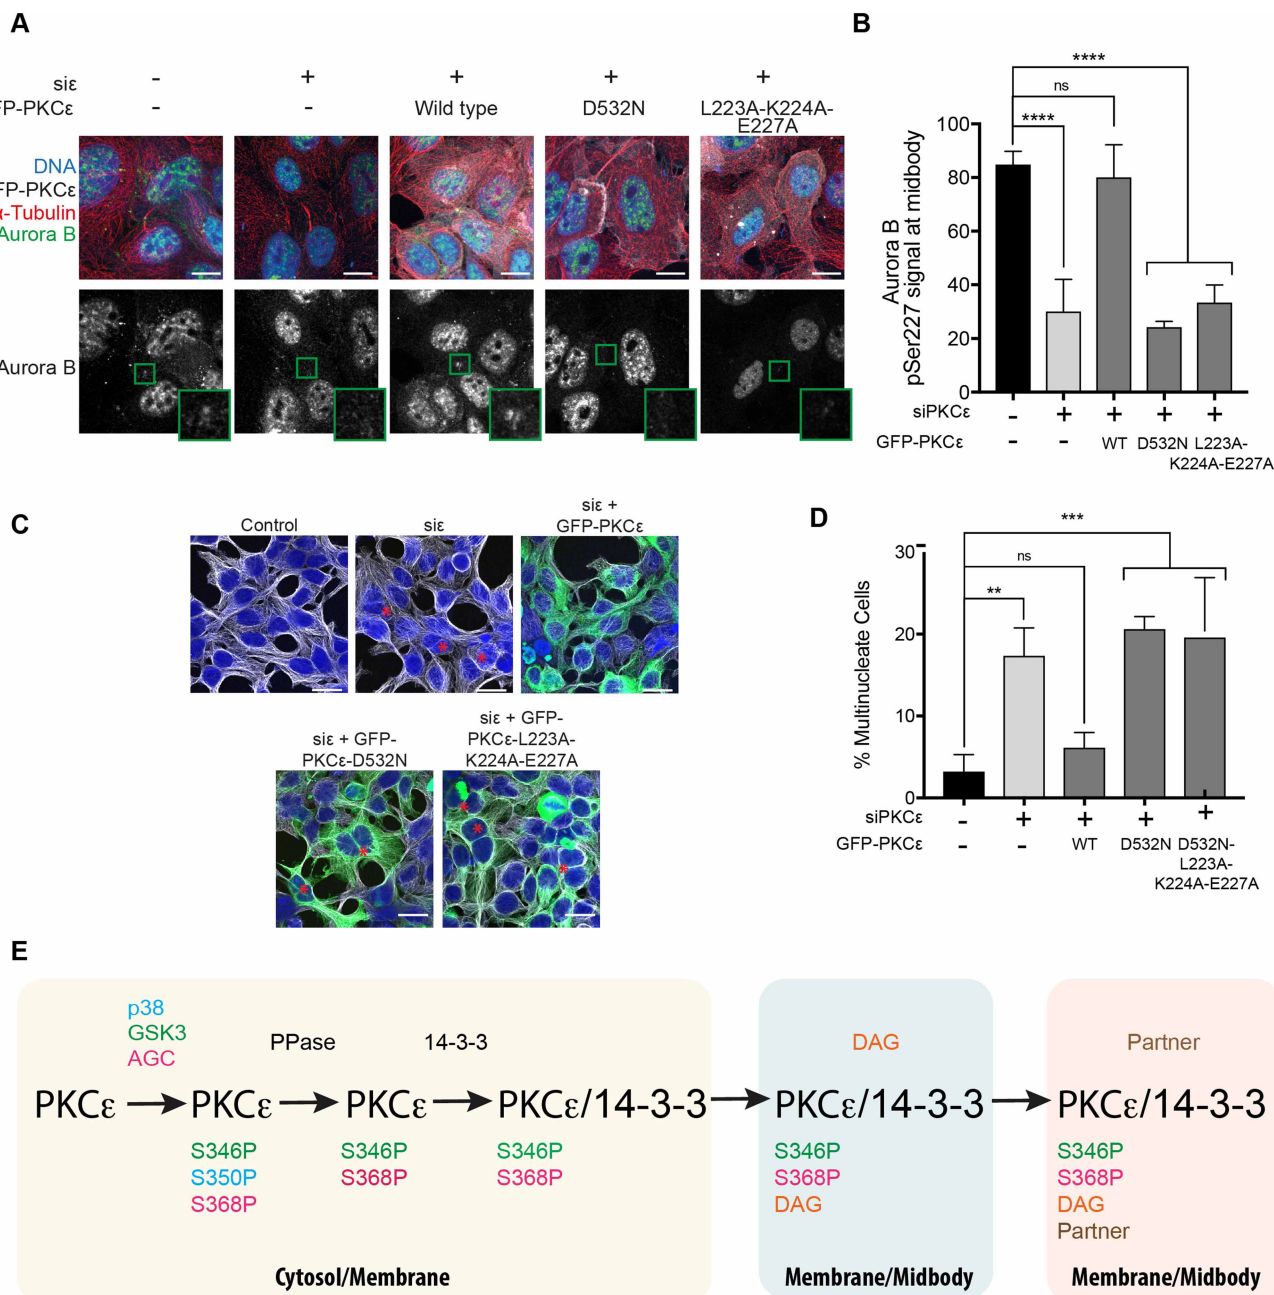 A
siε - + + + +
FP-PKCε - - Wild type D532N L223A-K224A-
E227A
DNA
FP-PKCε
α-Tubulin
Aurora B
Aurora B
B
****
ns
****
Aurora B
pSer227 signal at midbody
100
80
60
40
20
0
siPKCε - + + + +
GFP-PKCε - - WT D532N L223A-
K224A-E227A
C
Control
siε
siε +
GFP-PKCε
* * *
siε + GFP-
PKCε-D532N
siε + GFP-
PKCε-L223A-
K224A-E227A
* *
* * *
D
***
ns
**
% Multinucleate Cells
30
20
10
0
siPKCε - + + + +
GFP-PKCε - - WT D532N D532N-
L223A-
K224A-E227A
E
p38
GSK3
AGC
PPase
14-3-3
DAG
Partner
PKCε PKCε PKCε PKCε/14-3-3 PKCε/14-3-3 PKCε/14-3-3
S346P S346P S346P S346P S346P
S350P S368P S368P S368P S368P
S368P DAG DAG
Partner
Cytosol/Membrane Membrane/Midbody Membrane/Midbody